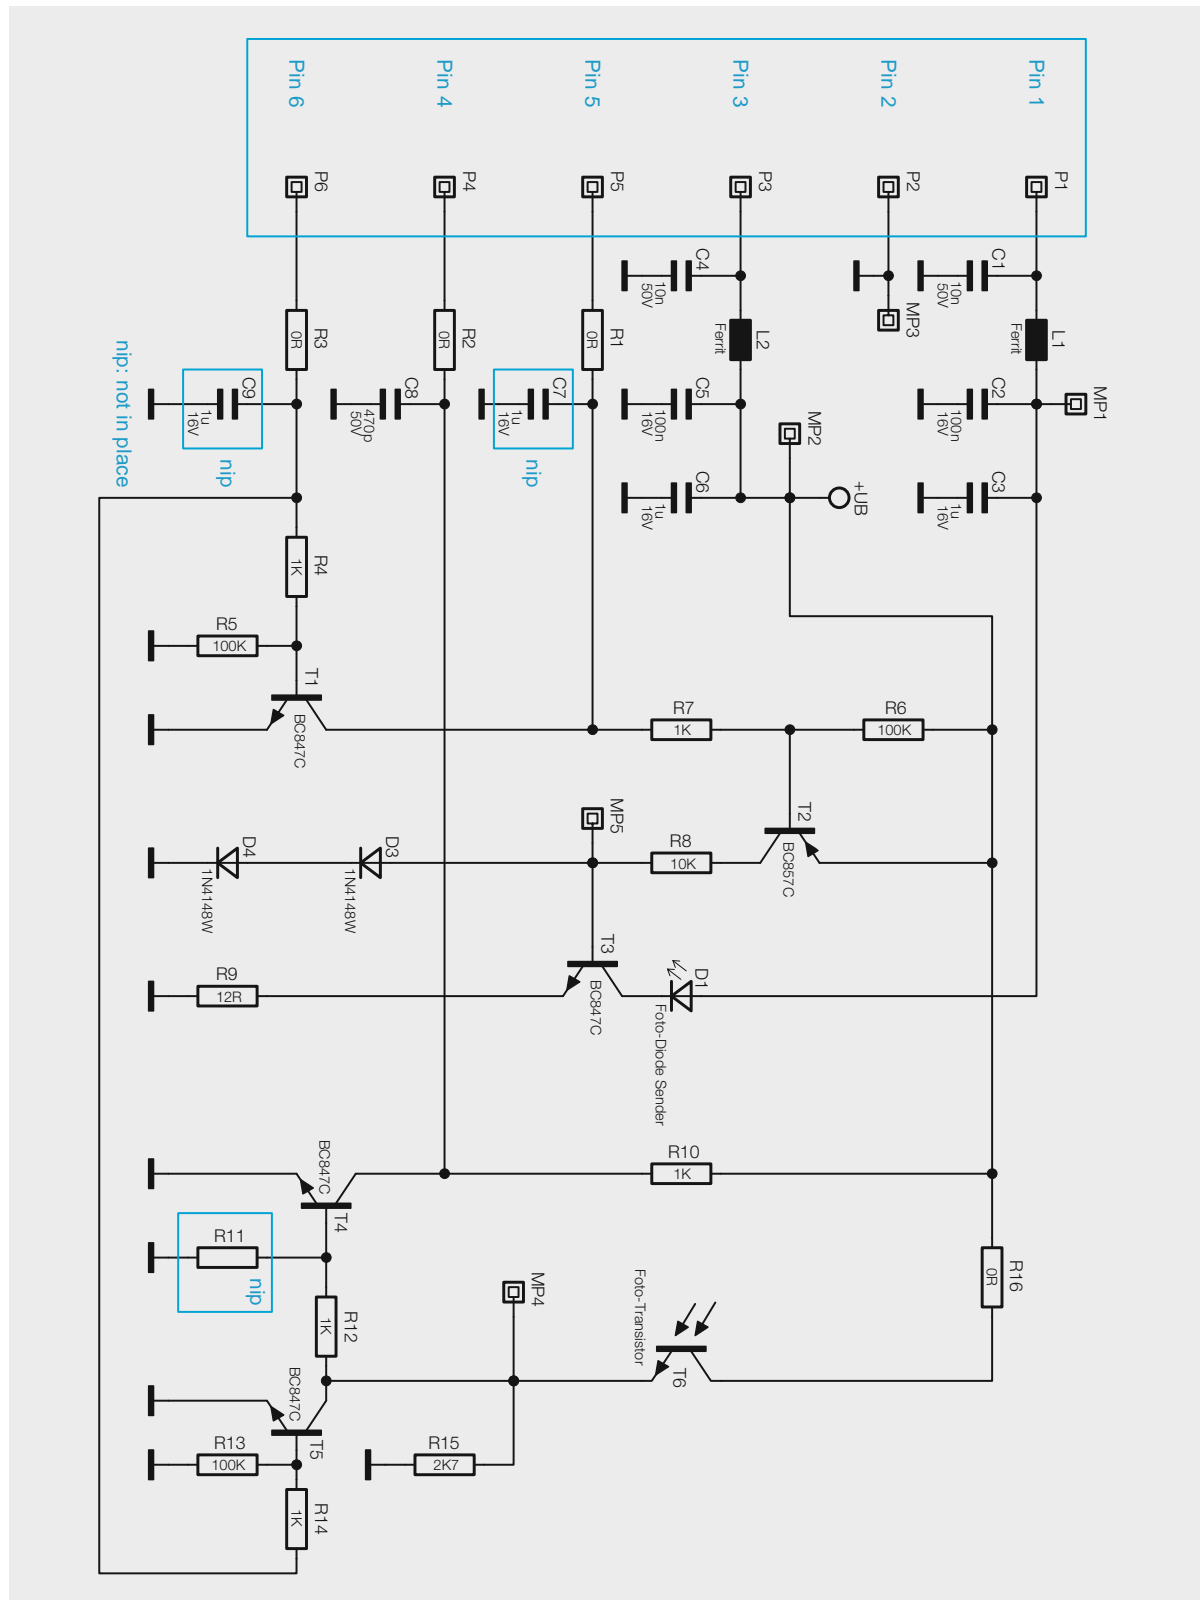 Pin 6
Pin 4
Pin 5
Pin 3
Pin 2
Pin 1
P6
P4
P5
P3
P2
P1
C4
10n
50V
C1
10n
50V
MP3
R3
0R
R2
0R
R1
0R
L2
Ferrit
L1
Ferrit
nip: not in place
C9
1u
16V
nip
C8
470p
50V
C7
1u
16V
nip
C5
100n
16V
MP2
C2
100n
16V
MP1
C6
1u
16V
+UB
C3
1u
16V
R4
1K
R5
100K
T1
BC847C
R7
1K
R6
100K
T2
BC857C
MP5
R8
10K
D4
1N4148W
D3
1N4148W
R9
12R
T3
BC847C
D1
Foto-Diode Sender
BC847C
T4
R10
1K
R11
nip
R12
1K
MP4
Foto-Transistor
T6
R16
0R
BC847C
T5
R13
100K
R15
2K7
R14
1K